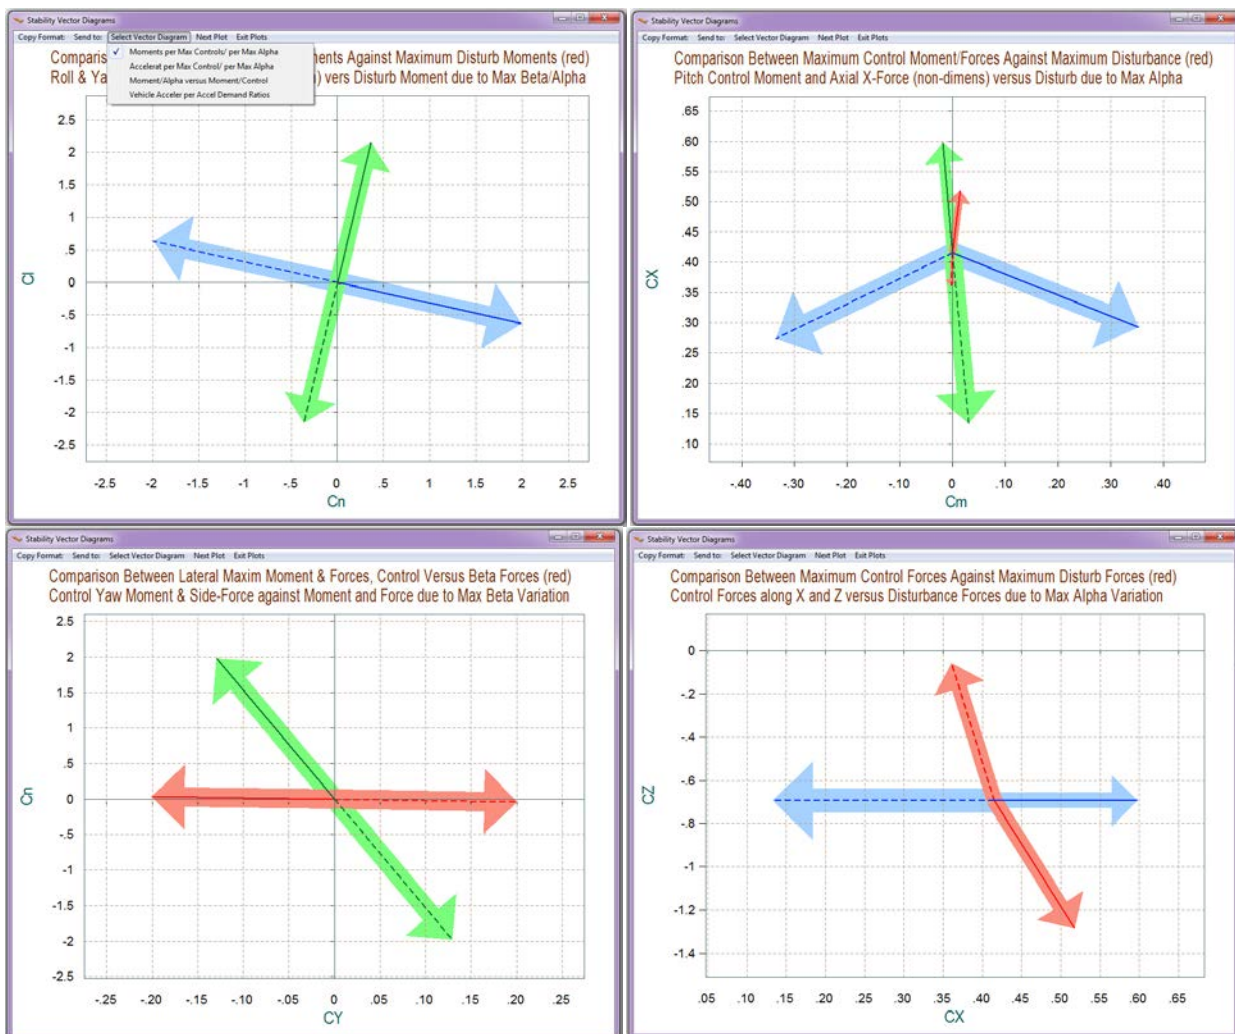 Stability Vector Diagrams
Copy Format: Send to: Select Vector Diagram Next Plot Exit Plots
Moments per Max Controls/ per Max Alpha
Accelerat per Max Control/ per Max Alpha
Moment/Alpha versus Moment/Control
Vehicle Acceler per Accel Demand Ratios
Compari nents Against Maximum Disturb Moments (red)
Roll & Ya ) vers Disturb Moment due to Max Beta/Alpha
2.5
2
1.5
1
.5
0
-.5
-1
-1.5
-2
-2.5
Cl
-2.5 -2 -1.5 -1 -.5 0 .5 1 1.5 2 2.5
Cn
Stability Vector Diagrams
Copy Format: Send to: Select Vector Diagram Next Plot Exit Plots
Comparison Between Maximum Control Moment/Forces Against Maximum Disturbance (red)
Pitch Control Moment and Axial X-Force (non-dimens) versus Disturb due to Max Alpha
.65
.60
.55
.50
.45
.40
.35
.30
.25
.20
.15
.10
CX
-.40 -.30 -.20 -.10 0 .10 .20 .30 .40
Cm
Stability Vector Diagrams
Copy Format: Send to: Select Vector Diagram Next Plot Exit Plots
Comparison Between Lateral Maxim Moment & Forces, Control Versus Beta Forces (red)
Control Yaw Moment & Side-Force against Moment and Force due to Max Beta Variation
2.5
2
1.5
1
.5
0
-.5
-1
-1.5
-2
-2.5
Cn
-.25 -.20 -.15 -.10 -.05 0 .05 .10 .15 .20 .25
CY
Stability Vector Diagrams
Copy Format: Send to: Select Vector Diagram Next Plot Exit Plots
Comparison Between Maximum Control Forces Against Maximum Disturb Forces (red)
Control Forces along X and Z versus Disturbance Forces due to Max Alpha Variation
0
-.2
-.4
-.6
-.8
-1
-1.2
-1.4
CZ
.05 .10 .15 .20 .25 .30 .35 .40 .45 .50 .55 .60 .65
CX